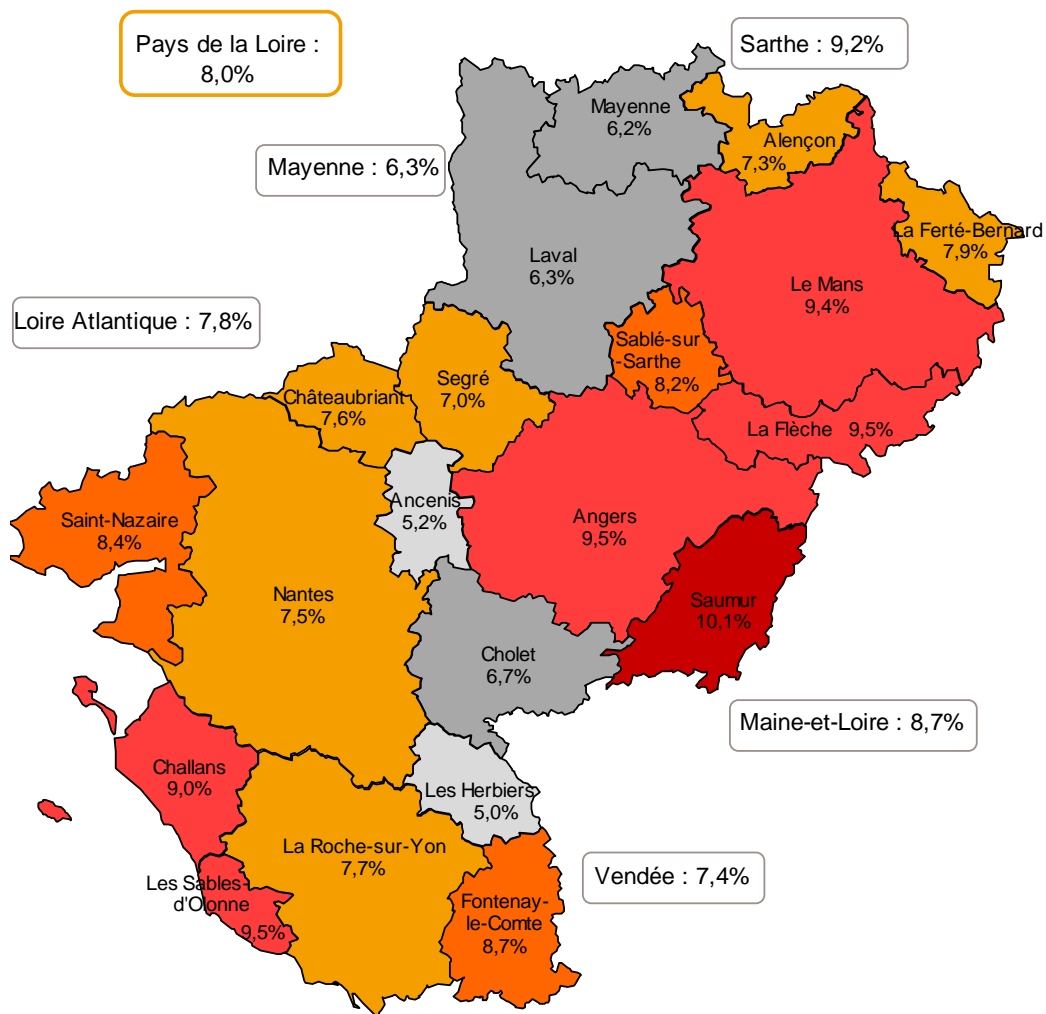 Pays de la Loire :
8,0%
Sarthe : 9,2%
Mayenne
6,2%
Alençon
7,3%
Mayenne : 6,3%
La Ferté-Bernard
7,9%
Laval
6,3%
Le Mans
9,4%
Loire Atlantique : 7,8%
Sablé-sur
-Sarthe
8,2%
Segré
7,0%
Châteaubriant
7,6%
La Flèche 9,5%
Ancenis
5,2%
Saint-Nazaire
8,4%
Angers
9,5%
Nantes
7,5%
Saumur
10,1%
Cholet
6,7%
Maine-et-Loire : 8,7%
Challans
9,0%
Les Herbiers
5,0%
La Roche-sur-Yon
7,7%
Vendée : 7,4%
Les Sables-
d'Olonne
9,5%
Fontenay-
le-Comte
8,7%